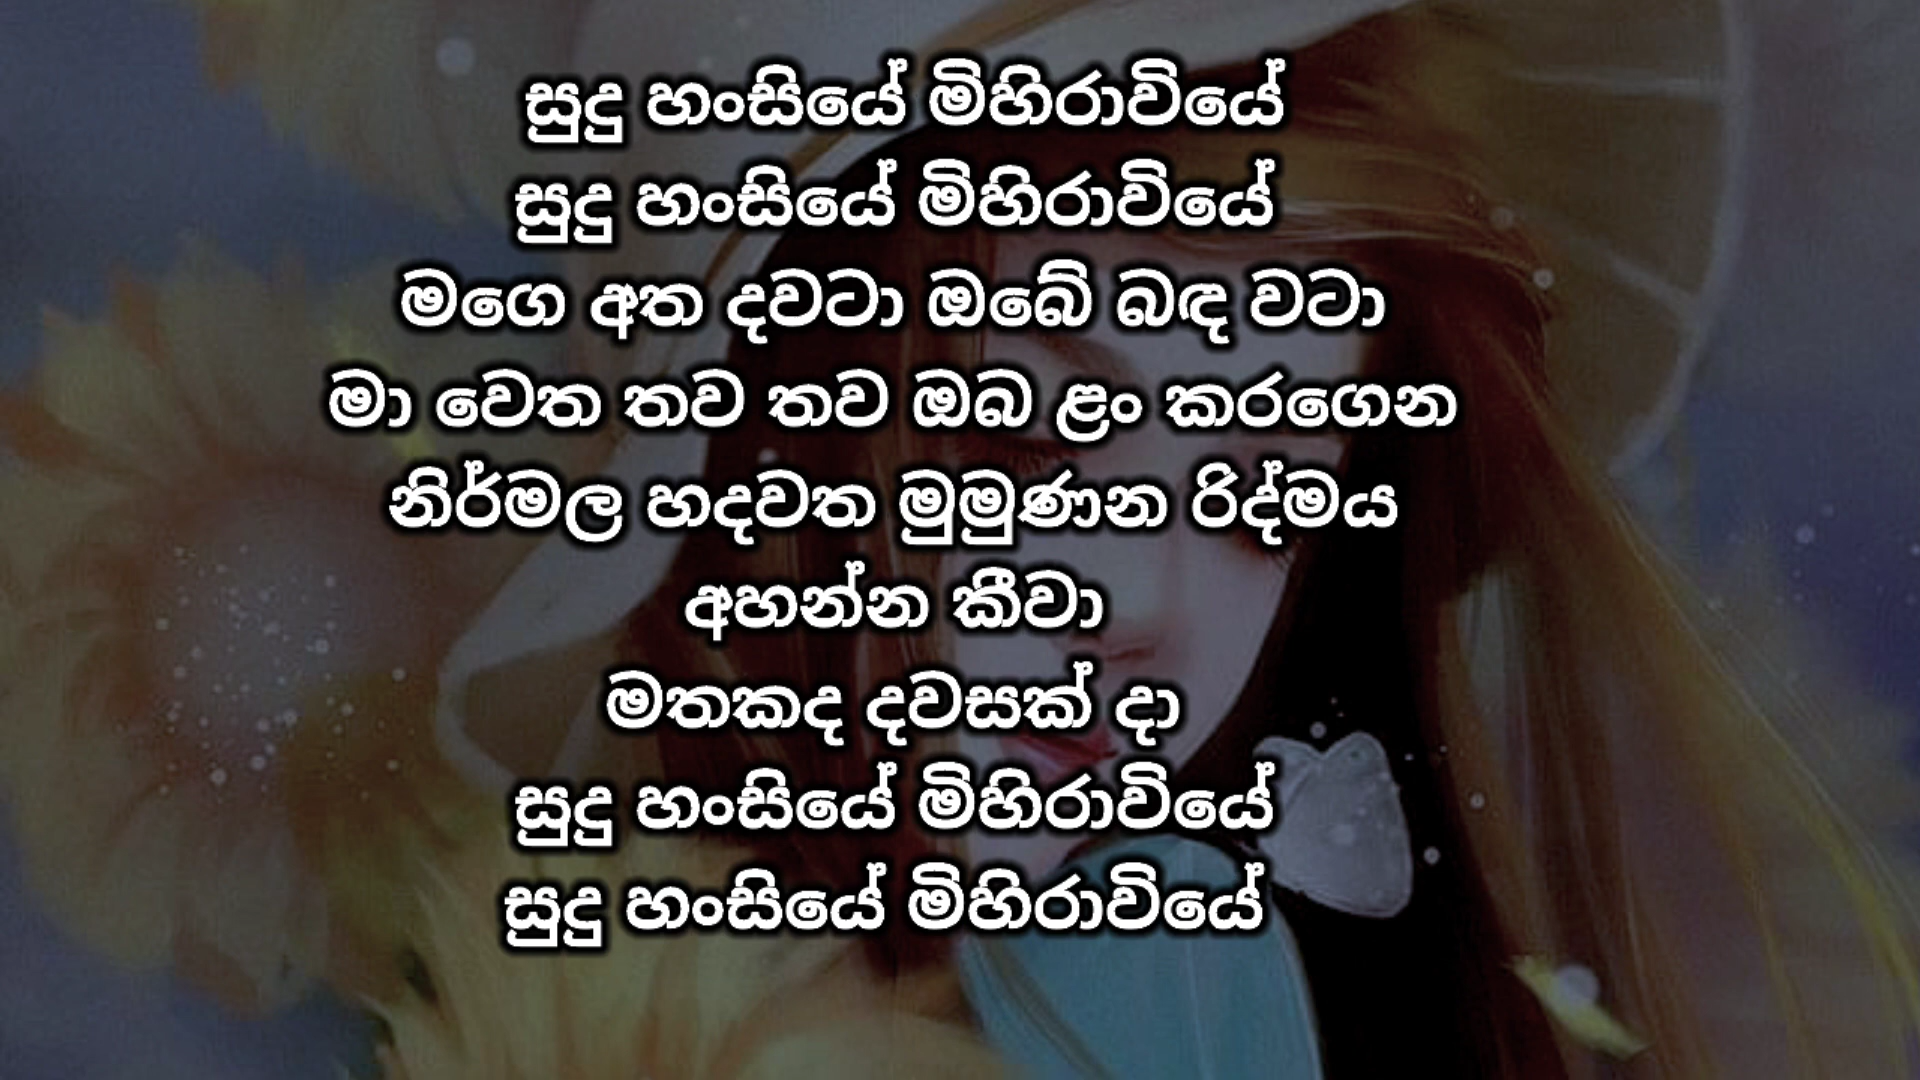 සුදු හංසියේ මිහිරාවියේ
සුදු හංසියේ මිහිරාවියේ
මගෙ අත දවටා ඔබේ බඳ වටා
මා වෙත තව තව ඔබ ළං කරගෙන
නිර්මල හදවත මුමුණන රිද්මය
අහන්න කීවා
මතකද දවසක් දා
සුදු හංසියේ මිහිරාවියේ
සුදු හංසියේ මිහිරාවියේ